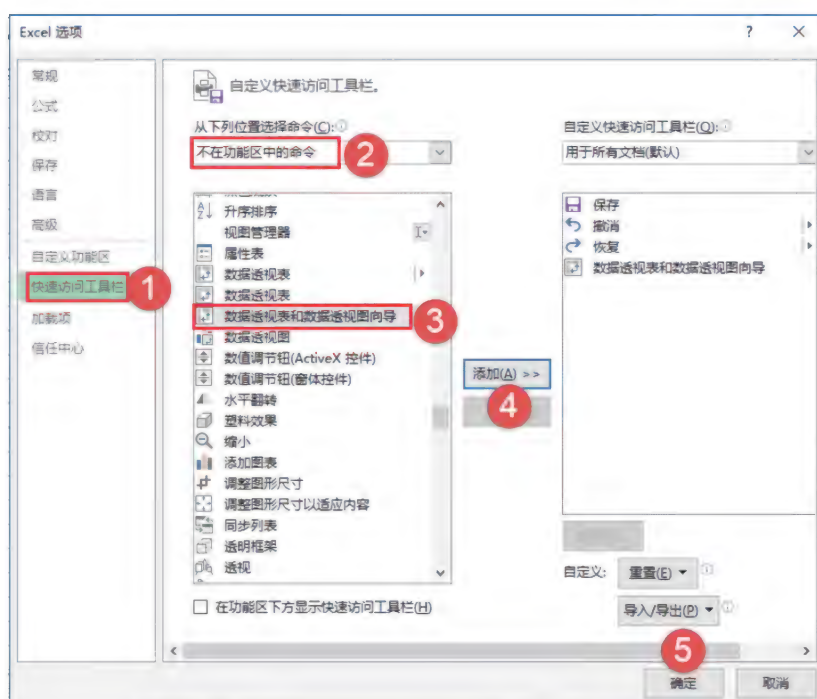 Excel 选项
? ×
常规
公式
校对
保存
语言
高级
自定义功能区
快速访问工具栏
加载项
信任中心
1
自定义快速访问工具栏。
从下列位置选择命令(C):
不在功能区中的命令
2
升序排序
视图管理器
属性表
数据透视表
数据透视表
数据透视表和数据透视图向导
3
数据透视图
数值调节钮(ActiveX 控件)
数值调节钮(窗体控件)
水平翻转
塑料效果
缩小
添加图表
调整图形尺寸
调整图形尺寸以适应内容
同步列表
透明框架
透视
在功能区下方显示快速访问工具栏(H)
添加(A) >>
4
自定义快速访问工具栏(Q):
用于所有文档(默认)
保存
撤消
恢复
数据透视表和数据透视图向导
自定义: 重置(E)
导入/导出(P)
5
确定 取消